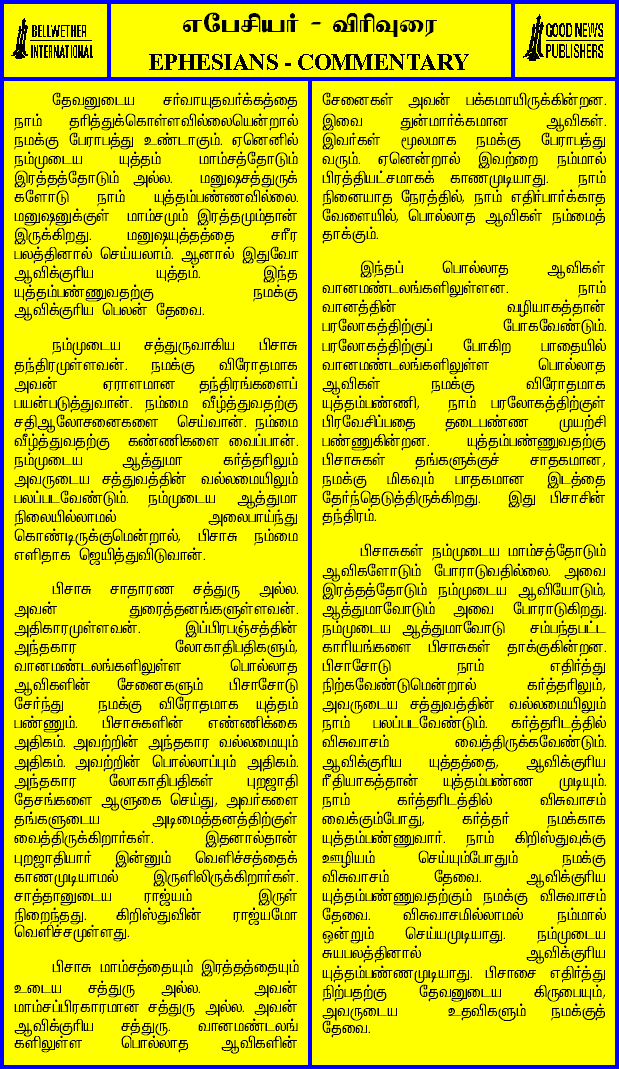 BELLWETHER
INTERNATIONAL
எபேசியர் - விரிவுரை
EPHESIANS - COMMENTARY
GOOD NEWS
PUBLISHERS
தேவனுடைய சர்வாயுதவர்க்கத்தை
நாம் தரித்துக்கொள்ளவில்லையென்றால்
நமக்கு பேராபத்து உண்டாகும். ஏனெனில்
நம்முடைய யுத்தம் மாம்சத்தோடும்
இரத்தத்தோடும் அல்ல. மனுஷசத்துருக்
களோடு நாம் யுத்தம்பண்ணவில்லை.
மனுஷனுக்குள் மாம்சமும் இரத்தமும்தான்
இருக்கிறது. மனுஷயுத்தத்தை சரீர
பலத்தினால் செய்யலாம். ஆனால் இதுவோ
ஆவிக்குரிய யுத்தம். இந்த
யுத்தம்பண்ணுவதற்கு நமக்கு
ஆவிக்குரிய பெலன் தேவை.
நம்முடைய சத்துருவாகிய பிசாசு
தந்திரமுள்ளவன். நமக்கு விரோதமாக
அவன் ஏராளமான தந்திரங்களைப்
பயன்படுத்துவான். நம்மை வீழ்த்துவதற்கு
சதிஆலோசனைகளை செய்வான். நம்மை
வீழ்த்துவதற்கு கண்ணிகளை வைப்பான்.
நம்முடைய ஆத்துமா கர்த்தரிலும்
அவருடைய சத்துவத்தின் வல்லமையிலும்
பலப்படவேண்டும். நம்முடைய ஆத்துமா
நிலையில்லாமல் அலைபாய்ந்து
கொண்டிருக்குமென்றால், பிசாசு நம்மை
எளிதாக ஜெயித்துவிடுவான்.
பிசாசு சாதாரண சத்துரு அல்ல.
அவன் துரைத்தனங்களுள்ளவன்.
அதிகாரமுள்ளவன். இப்பிரபஞ்சத்தின்
அந்தகார லோகாதிபதிகளும்,
வானமண்டலங்களிலுள்ள பொல்லாத
ஆவிகளின் சேனைகளும் பிசாசோடு
சேர்ந்து நமக்கு விரோதமாக யுத்தம்
பண்ணும். பிசாசுகளின் எண்ணிக்கை
அதிகம். அவற்றின் அந்தகார வல்லமையும்
அதிகம். அவற்றின் பொல்லாப்பும் அதிகம்.
அந்தகார லோகாதிபதிகள் புறஜாதி
தேசங்களை ஆளுகை செய்து, அவர்களை
தங்களுடைய அடிமைத்தனத்திற்குள்
வைத்திருக்கிறார்கள். இதனால்தான்
புறஜாதியார் இன்னும் வெளிச்சத்தைக்
காணமுடியாமல் இருளிலிருக்கிறார்கள்.
சாத்தானுடைய ராஜ்யம் இருள்
நிறைந்தது. கிறிஸ்துவின் ராஜ்யமோ
வெளிச்சமுள்ளது.
பிசாசு மாம்சத்தையும் இரத்தத்தையும்
உடைய சத்துரு அல்ல. அவன்
மாம்சப்பிரகாரமான சத்துரு அல்ல. அவன்
ஆவிக்குரிய சத்துரு. வானமண்டலங்
களிலுள்ள பொல்லாத ஆவிகளின்
சேனைகள் அவன் பக்கமாயிருக்கின்றன.
இவை துன்மார்க்கமான ஆவிகள்.
இவர்கள் மூலமாக நமக்கு பேராபத்து
வரும். ஏனென்றால் இவற்றை நம்மால்
பிரத்தியட்சமாகக் காணமுடியாது. நாம்
நினையாத நேரத்தில், நாம் எதிர்பார்க்காத
வேளையில், பொல்லாத ஆவிகள் நம்மைத்
தாக்கும்.
இந்தப் பொல்லாத ஆவிகள்
வானமண்டலங்களிலுள்ளன. நாம்
வானத்தின் வழியாகத்தான்
பரலோகத்திற்குப் போகவேண்டும்.
பரலோகத்திற்குப் போகிற பாதையில்
வானமண்டலங்களிலுள்ள பொல்லாத
ஆவிகள் நமக்கு விரோதமாக
யுத்தம்பண்ணி, நாம் பரலோகத்திற்குள்
பிரவேசிப்பதை தடைபண்ண முயற்சி
பண்ணுகின்றன. யுத்தம்பண்ணுவதற்கு
பிசாசுகள் தங்களுக்குச் சாதகமான,
நமக்கு மிகவும் பாதகமான இடத்தை
தேர்ந்தெடுத்திருக்கிறது. இது பிசாசின்
தந்திரம்.
பிசாசுகள் நம்முடைய மாம்சத்தோடும்
ஆவிகளோடும் போராடுவதில்லை. அவை
இரத்தத்தோடும் நம்முடைய ஆவியோடும்,
ஆத்துமாவோடும் அவை போராடுகிறது.
நம்முடைய ஆத்துமாவோடு சம்பந்தபட்ட
காரியங்களை பிசாசுகள் தாக்குகின்றன.
பிசாசோடு நாம் எதிர்த்து
நிற்கவேண்டுமென்றால் கர்த்தரிலும்,
அவருடைய சத்துவத்தின் வல்லமையிலும்
நாம் பலப்படவேண்டும். கர்த்தரிடத்தில்
விசுவாசம் வைத்திருக்கவேண்டும்.
ஆவிக்குரிய யுத்தத்தை, ஆவிக்குரிய
ரீதியாகத்தான் யுத்தம்பண்ண முடியும்.
நாம் கர்த்தரிடத்தில் விசுவாசம்
வைக்கும்போது, கர்த்தர் நமக்காக
யுத்தம்பண்ணுவார். நாம் கிறிஸ்துவுக்கு
ஊழியம் செய்யும்போதும் நமக்கு
விசுவாசம் தேவை. ஆவிக்குரிய
யுத்தம்பண்ணுவதற்கும் நமக்கு விசுவாசம்
தேவை. விசுவாசமில்லாமல் நம்மால்
ஒன்றும் செய்யமுடியாது. நம்முடைய
சுயபலத்தினால் ஆவிக்குரிய
யுத்தம்பண்ணமுடியாது. பிசாசை எதிர்த்து
நிற்பதற்கு தேவனுடைய கிருபையும்,
அவருடைய உதவிகளும் நமக்குத்
தேவை.